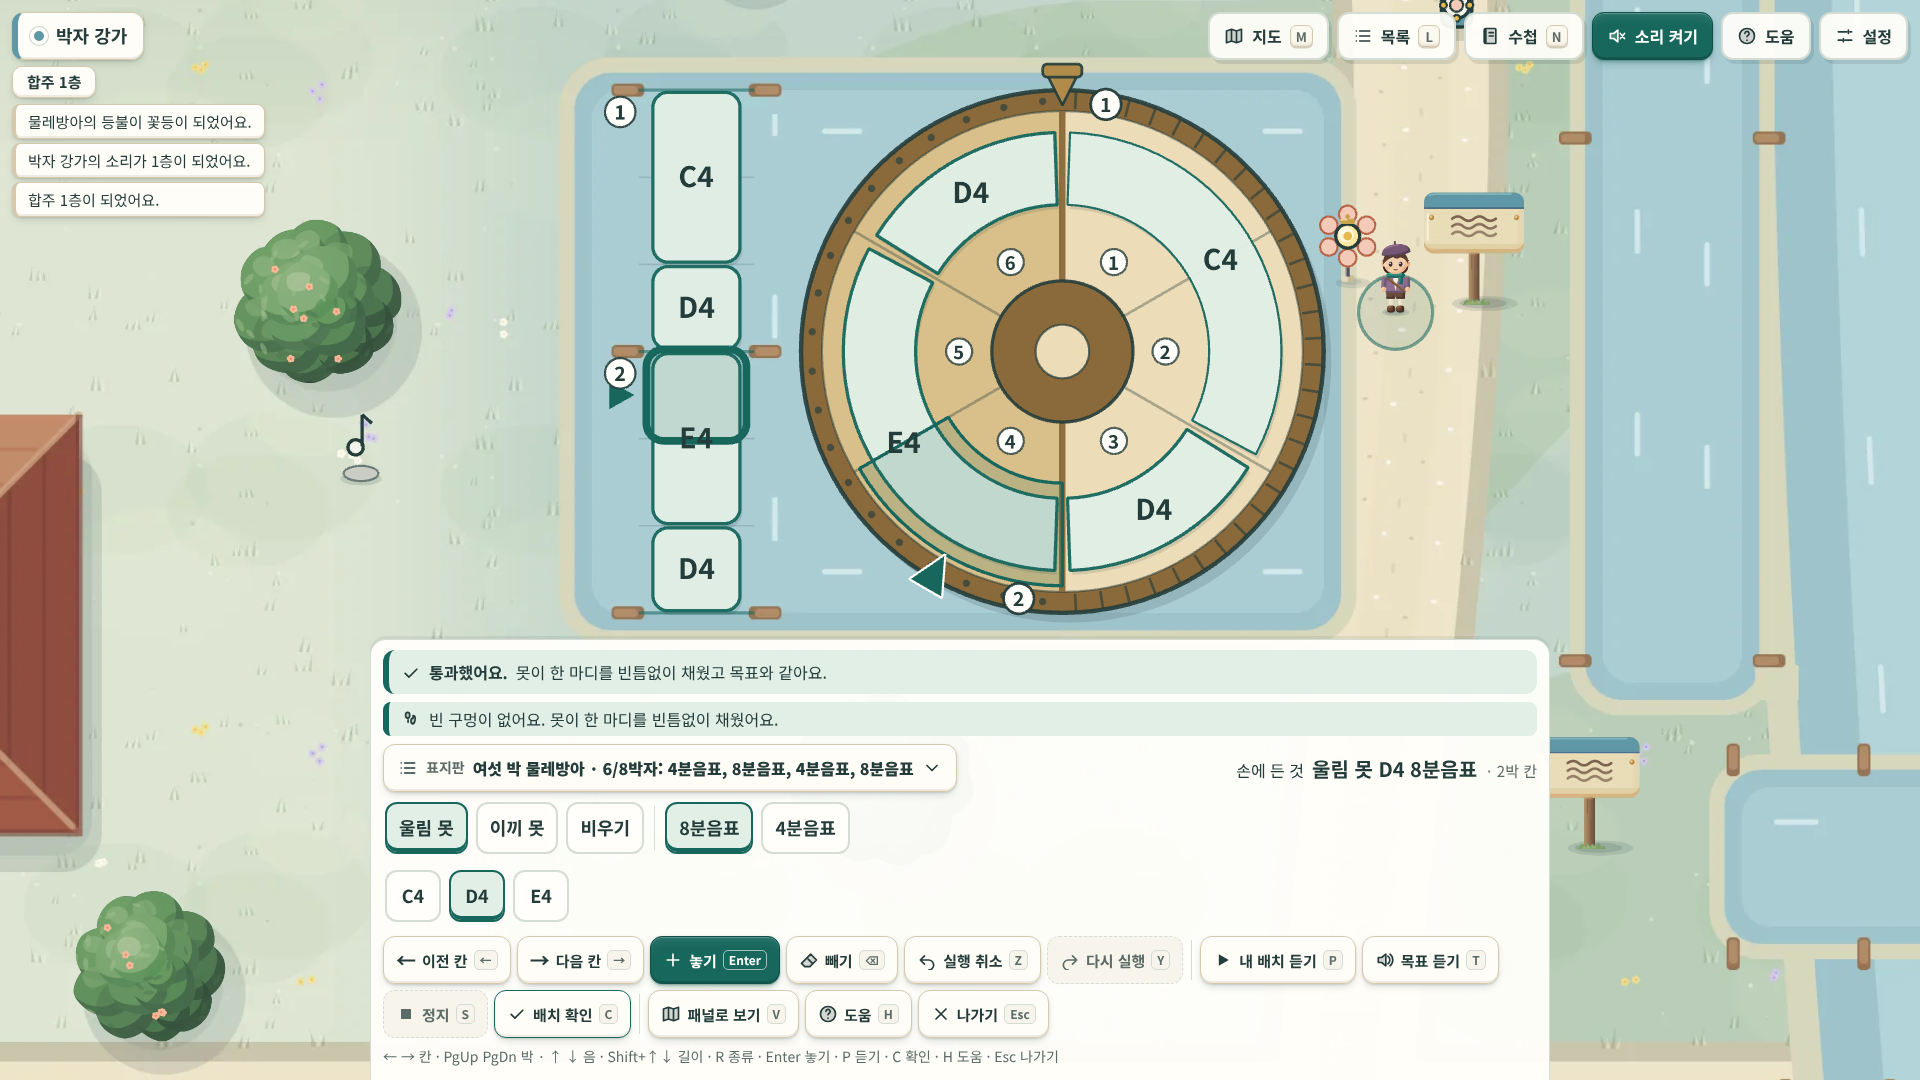 박자 강가
지도 M
목록 L
수첩 N
소리 켜기
도움
설정
합주 1층
물레방아의 등불이 꽃등이 되었어요.
박자 강가의 소리가 1층이 되었어요.
합주 1층이 되었어요.
1
C4
D4
2
E4
D4
1
D4
C4
6
1
5
2
E4
4
3
D4
2
통과했어요. 못이 한 마디를 빈틈없이 채웠고 목표와 같아요.
빈 구멍이 없어요. 못이 한 마디를 빈틈없이 채웠어요.
표지판 여섯 박 물레방아 · 6/8박자: 4분음표, 8분음표, 4분음표, 8분음표
손에 든 것 울림 못 D4 8분음표 · 2박 칸
울림 못
이끼 못
비우기
8분음표
4분음표
C4
D4
E4
← 이전 칸 ←
→ 다음 칸 →
놓기 Enter
빼기 ⌫
실행 취소 Z
다시 실행 Y
내 배치 듣기 P
목표 듣기 T
정지 S
배치 확인 C
패널로 보기 V
도움 H
나가기 Esc
← → 칸 · PgUp PgDn 박 · ↑ ↓ 음 · Shift+↑ ↓ 길이 · R 종류 · Enter 놓기 · P 듣기 · C 확인 · H 도움 · Esc 나가기